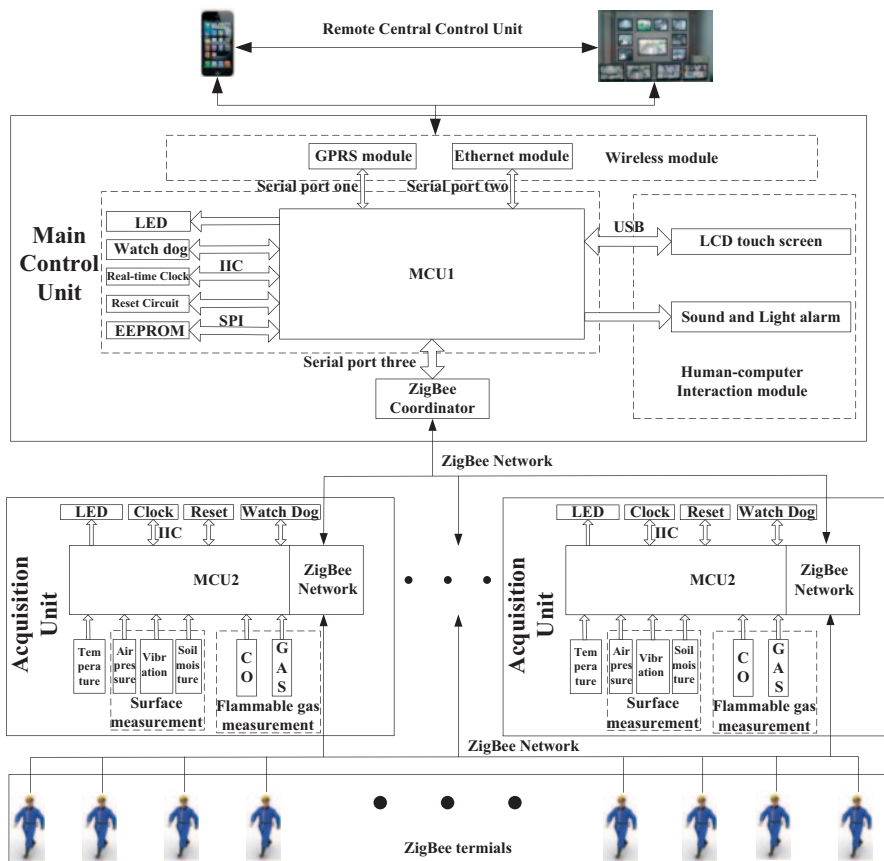 Remote Central Control Unit
GPRS module
Ethernet module
Wireless module
Serial port one
Serial port two
Main
Control
Unit
LED
Watch dog
Real-time Clock
Reset Circuit
EEPROM
IIC
SPI
MCU1
USB
LCD touch screen
Sound and Light alarm
Human-computer
Interaction module
Serial port three
ZigBee
Coordinator
ZigBee Network
Acquisition
Unit
LED
Clock
Reset
Watch Dog
IIC
MCU2
ZigBee
Network
Tem
pera
ture
Air
pres
sure
Vibr
ation
Soil
mois
ture
C
O
G
A
S
Surface
measurement
Flammable gas
measurement
Acquisition
Unit
LED
Clock
Reset
Watch Dog
IIC
MCU2
ZigBee
Network
Tem
pera
ture
Air
pres
sure
Vibr
ation
Soil
mois
ture
C
O
G
A
S
Surface
measurement
Flammable gas
measurement
ZigBee Network
ZigBee termials